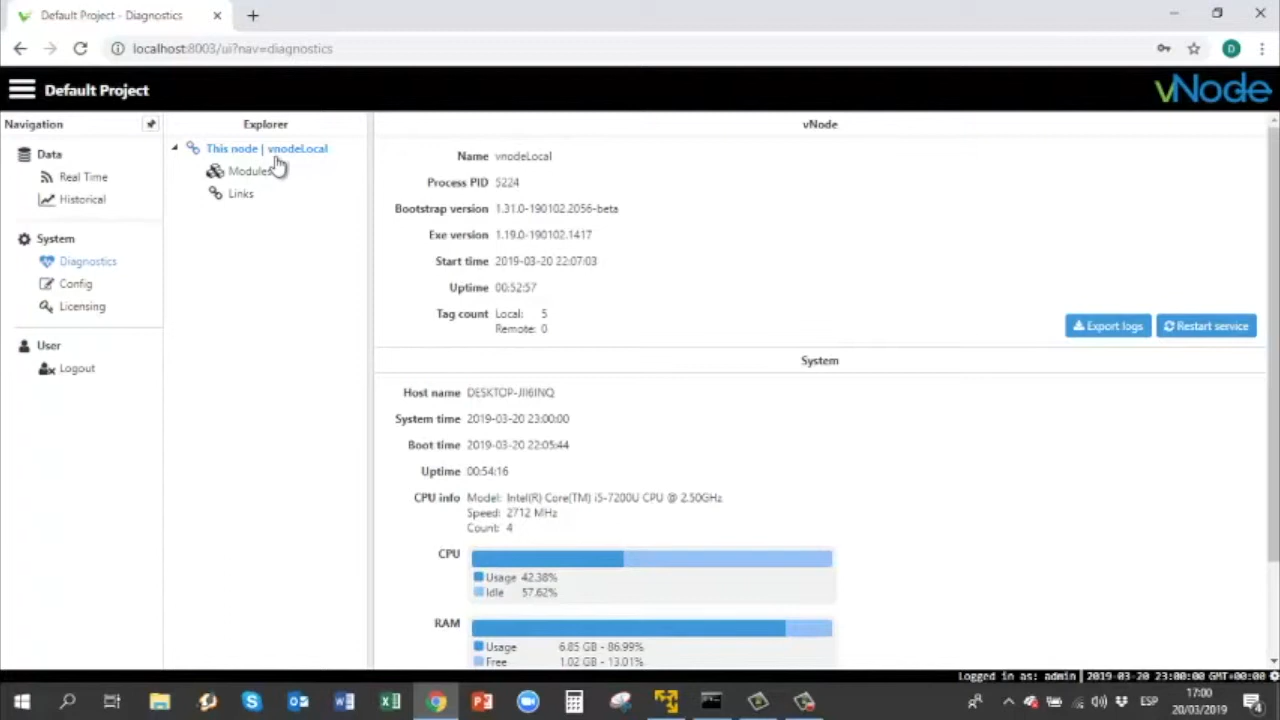 Default Project - Diagnostics
localhost:8003/ui?nav=diagnostics
D
Default Project
vNode
Navigation
Data
Real Time
Historical
System
Diagnostics
Config
Licensing
User
Logout
Explorer
This node | vnodeLocal
Modules
Links
vNode
Name vnodeLocal
Process PID 5224
Bootstrap version 1.31.0-190102.2056-beta
Exe version 1.19.0-190102.1417
Start time 2019-03-20 22:07:03
Uptime 00:52:57
Tag count Local: 5
Remote: 0
Export logs Restart service
System
Host name DESKTOP-JII6INQ
System time 2019-03-20 23:00:00
Boot time 2019-03-20 22:05:44
Uptime 00:54:16
CPU info Model: Intel(R) Core(TM) i5-7200U CPU @ 2.50GHz
Speed: 2712 MHz
Count: 4
CPU
Usage 42.38%
Idle 57.62%
RAM
Usage 6.85 GB - 86.99%
Free 1.02 GB - 13.01%
Logged in as: admin | 2019-03-20 23:00:00 GMT+00:00
ESP
17:00
20/03/2019
4